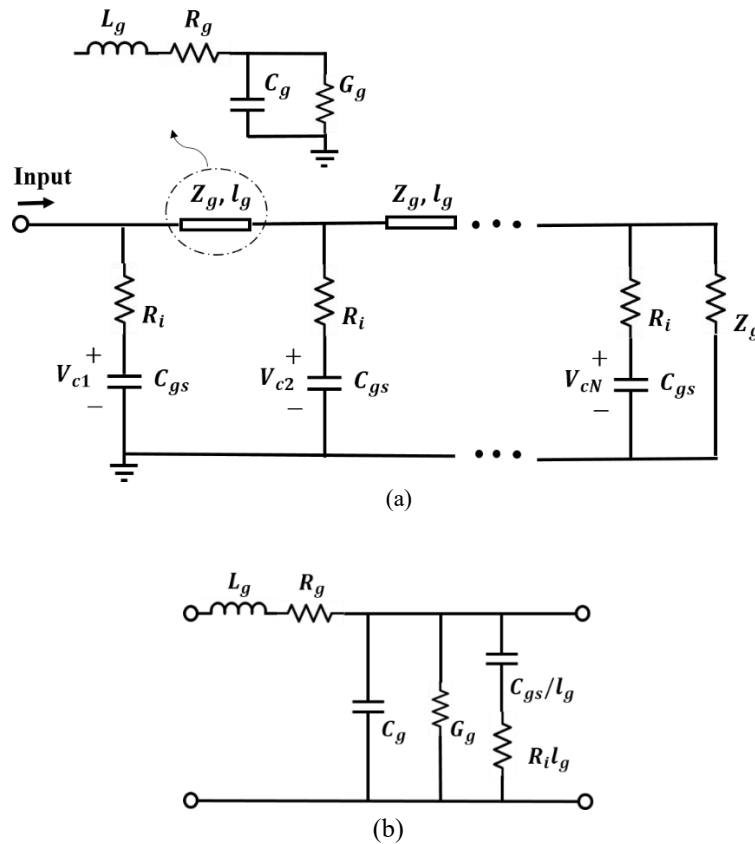 L_g R_g
C_g G_g
Input
Z_g, l_g Z_g, l_g
R_i R_i R_i Z_g
V_c1 + − C_gs V_c2 + − C_gs V_cN + − C_gs
(a)
L_g R_g
C_gs/l_g
C_g G_g
R_i l_g
(b)